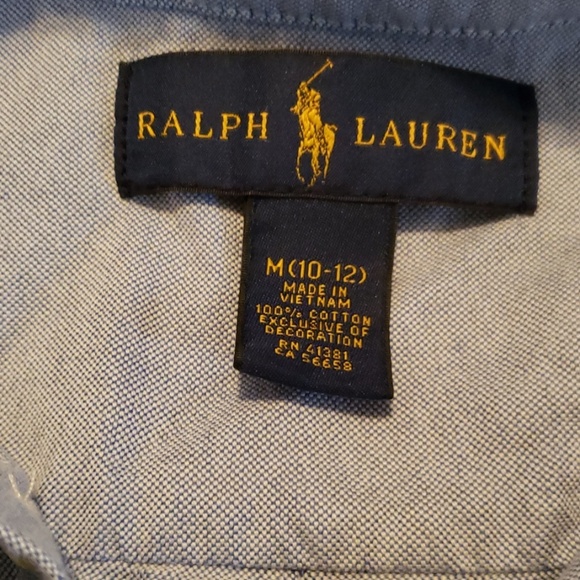 RALPH LAUREN
M (10-12)
MADE IN
VIETNAM
100% COTTON
EXCLUSIVE OF
DECORATION
RN 41381
CA 56658